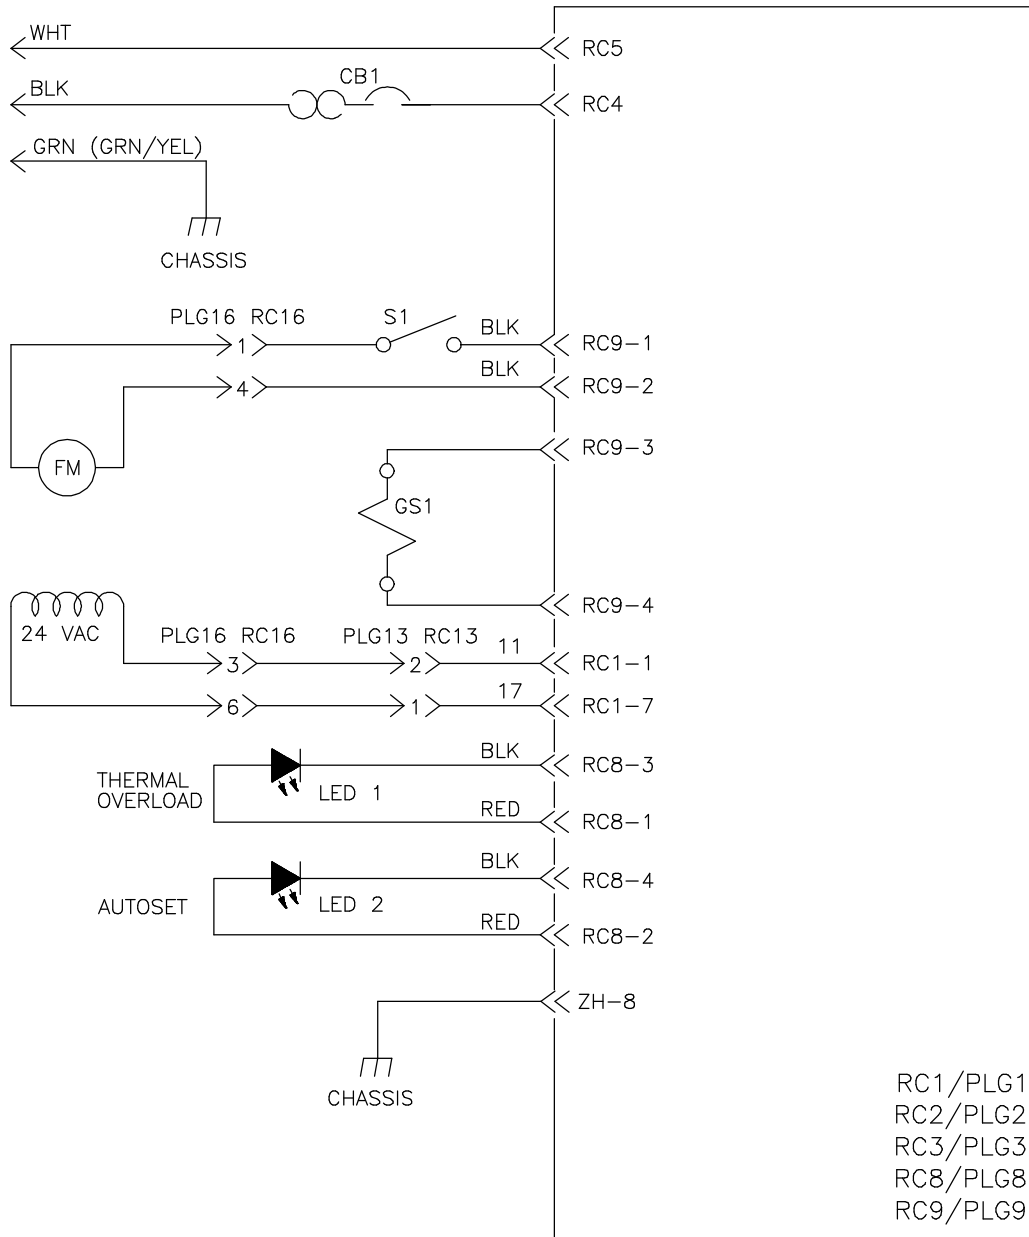 WHT
RC5
CB1
BLK
RC4
GRN (GRN/YEL)
CHASSIS
PLG16 RC16 S1 BLK
1 RC9-1
BLK
4 RC9-2
RC9-3
FM
GS1
RC9-4
24 VAC PLG16 RC16 PLG13 RC13 11
3 2 RC1-1
17
6 1 RC1-7
BLK
RC8-3
THERMAL
OVERLOAD
LED 1
RED
RC8-1
BLK
RC8-4
AUTOSET LED 2
RED
RC8-2
ZH-8
CHASSIS
RC1/PLG1
RC2/PLG2
RC3/PLG3
RC8/PLG8
RC9/PLG9